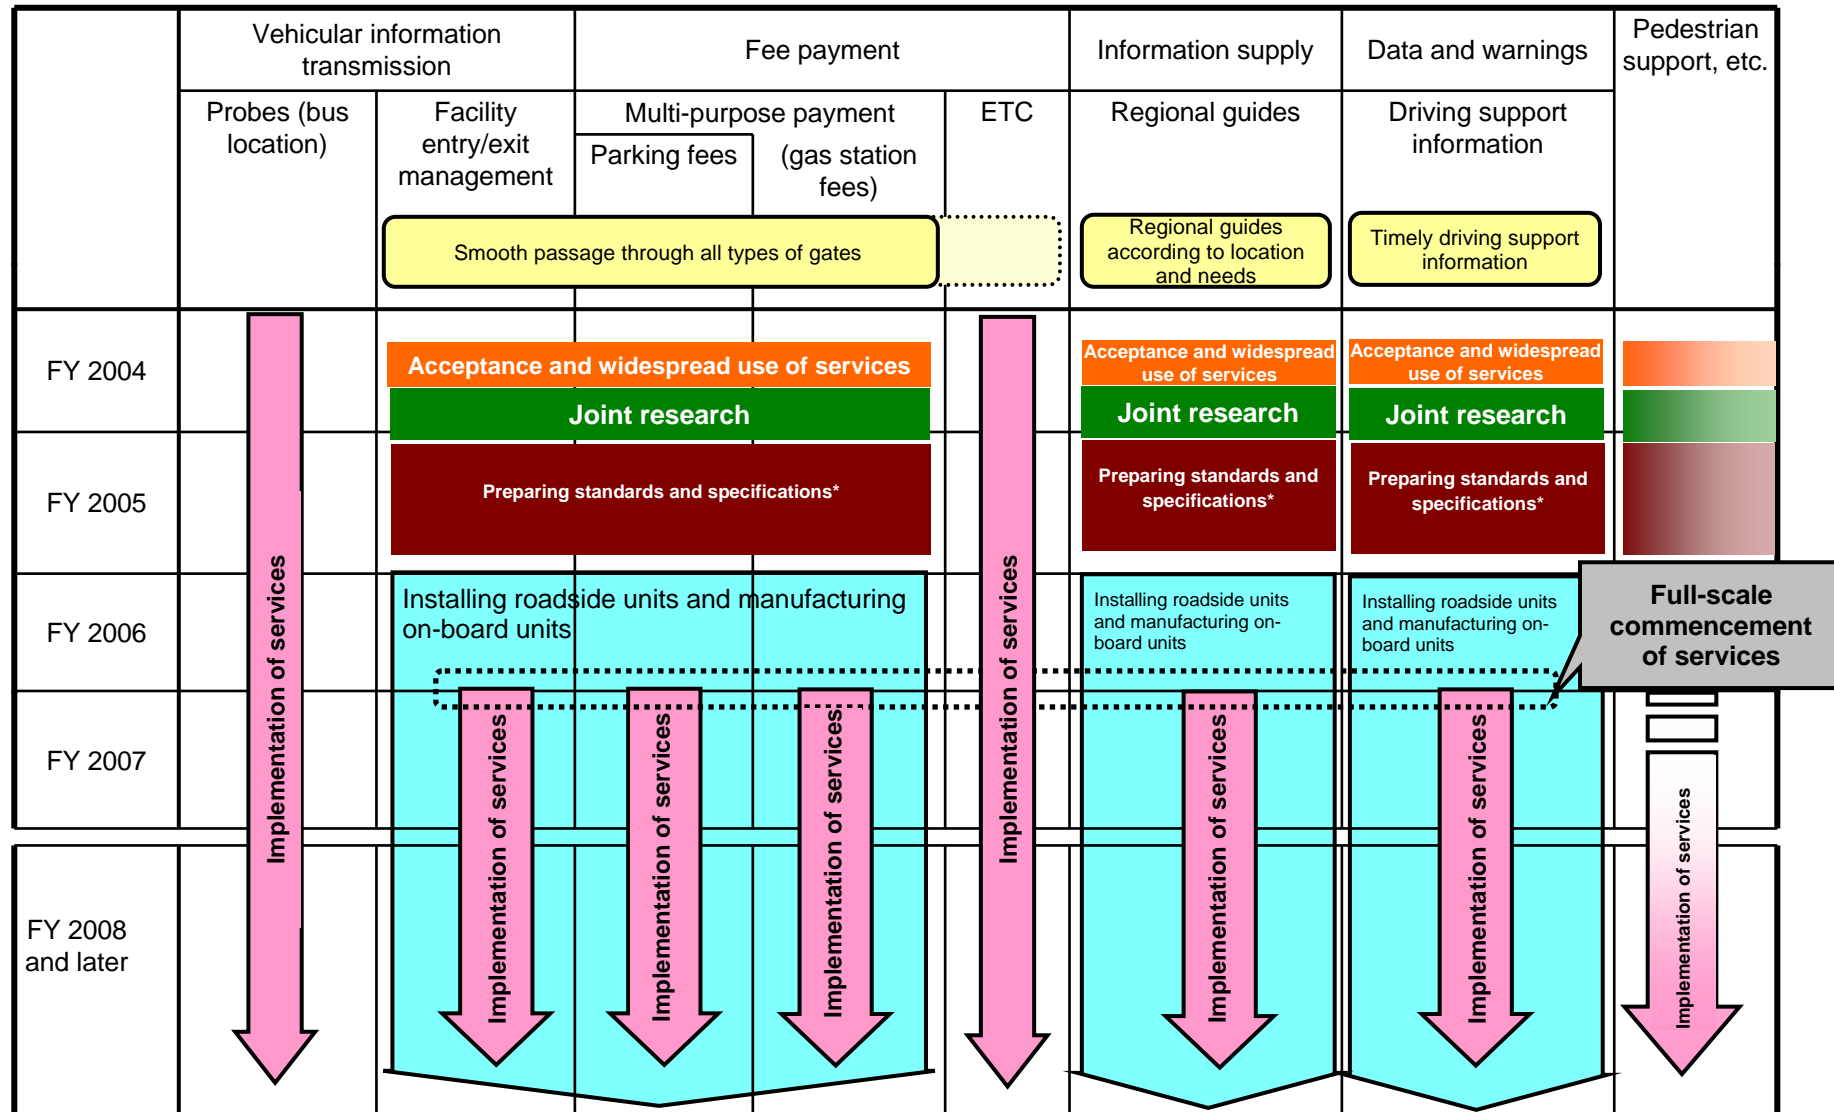 Vehicular information
transmission
Fee payment
Information supply
Data and warnings
Pedestrian
support, etc.
Probes (bus
location)
Facility
entry/exit
management
Multi-purpose payment
Parking fees
(gas station
fees)
ETC
Regional guides
Driving support
information
Smooth passage through all types of gates
Regional guides
according to location
and needs
Timely driving support
information
FY 2004
Acceptance and widespread use of services
Acceptance and widespread
use of services
Acceptance and widespread
use of services
Joint research
Joint research
Joint research
FY 2005
Preparing standards and specifications*
Preparing standards and
specifications*
Preparing standards and
specifications*
FY 2006
Installing roadside units and manufacturing
on-board units
Installing roadside units
and manufacturing on-
board units
Installing roadside units
and manufacturing on-
board units
Full-scale
commencement
of services
FY 2007
FY 2008
and later
Implementation of services
Implementation of services
Implementation of services
Implementation of services
Implementation of services
Implementation of services
Implementation of services
Implementation of services